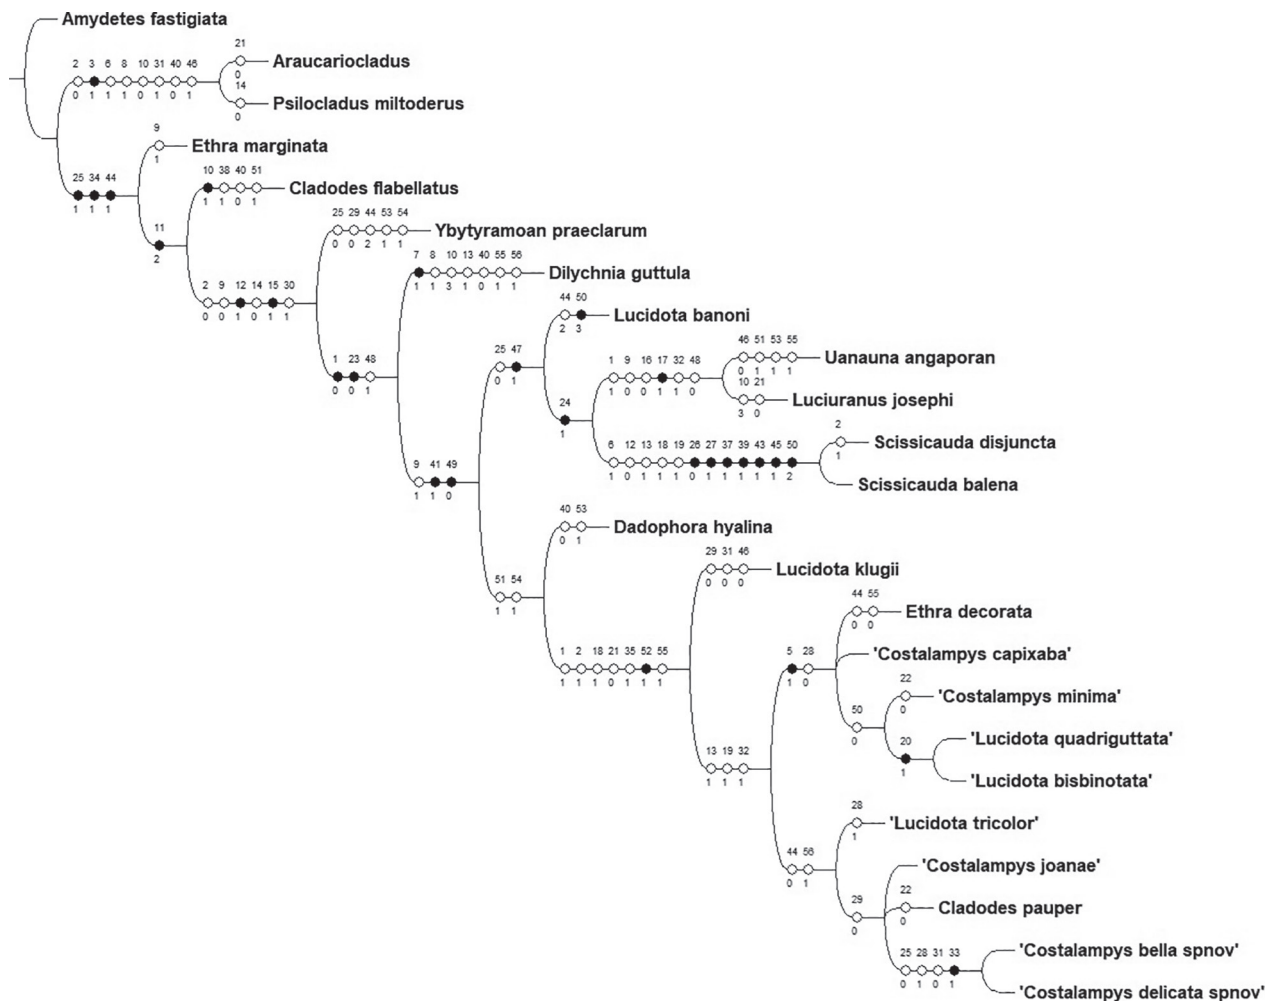 Amydetes fastigiata
21
Araucariocladus
0
2 3 6 8 10 31 40 46
0 1 1 1 0 1 0 1
14
Psilocladus miltoderus
0
9
Ethra marginata
1
25 34 44
1 1 1
10 38 40 51
Cladodes flabellatus
1 1 0 1
11
2
25 29 44 53 54
Ybytyramoan praeclarum
0 0 2 1 1
2 9 12 14 15 30
0 0 1 0 1 1
7 8 10 13 40 55 56
Dilychnia guttula
1 1 3 1 0 1 1
1 23 48
0 0 1
44 50
Lucidota banoni
2 3
25 47
0 1
46 51 53 55
Uanauna angaporan
0 1 1 1
1 9 16 17 32 48
1 0 0 1 1 0
10 21
Luciuranus josephi
3 0
24
1
2
Scissicauda disjuncta
1
6 12 13 18 19 26 27 37 39 43 45 50
1 0 1 1 1 0 1 1 1 1 1 2
Scissicauda balena
9 41 49
1 1 0
40 53
Dadophora hyalina
0 1
51 54
1 1
29 31 46
Lucidota klugii
0 0 0
44 55
Ethra decorata
0 0
1 2 18 21 35 52 55
1 1 1 0 1 1 1
5 28
1 0
'Costalampys capixaba'
22
'Costalampys minima'
0
50
0
20
1
'Lucidota quadriguttata'
'Lucidota bisbinotata'
13 19 32
1 1 1
28
'Lucidota tricolor'
1
44 56
0 1
'Costalampys joanae'
22
Cladodes pauper
0
29
0
25 28 31 33
0 1 0 1
'Costalampys bella spnov'
'Costalampys delicata spnov'